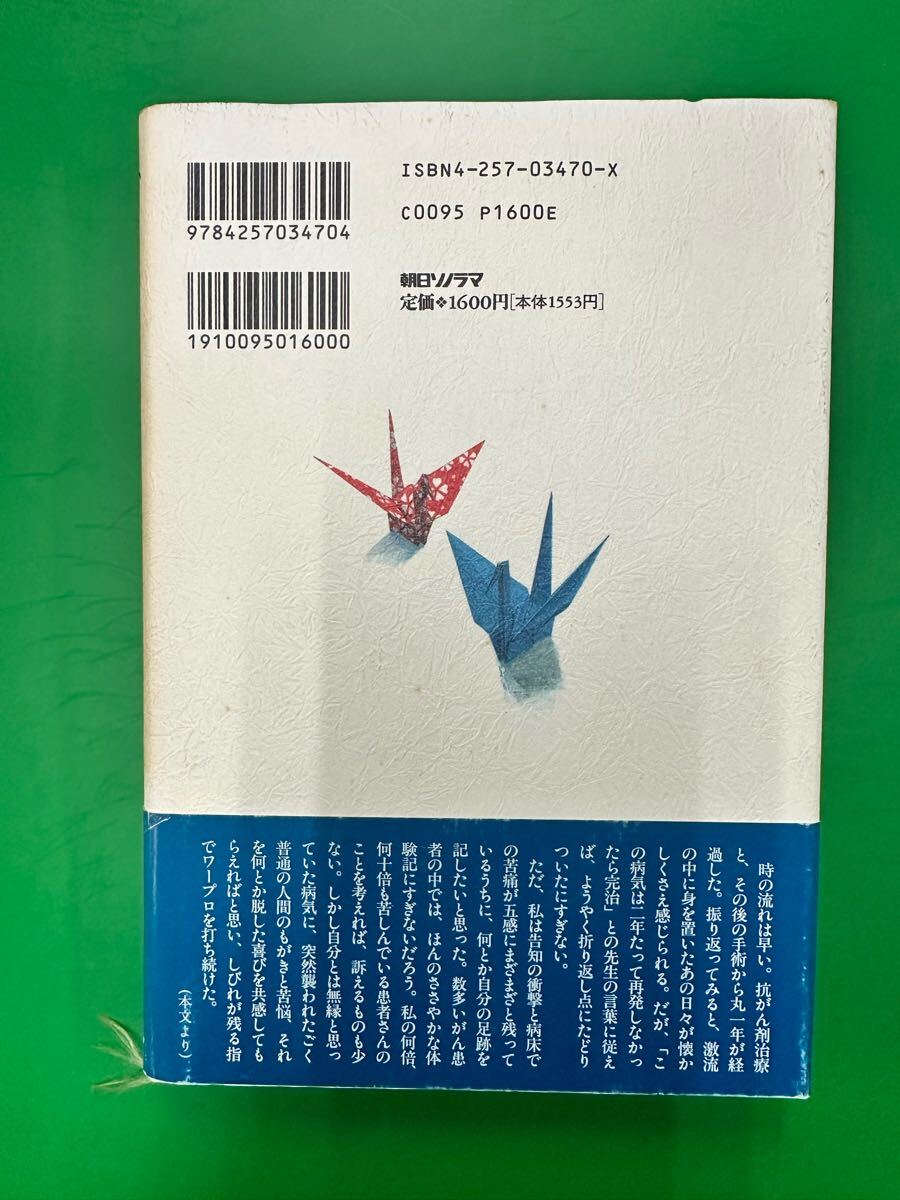 ISBN4-257-03470-X
C0095 P1600E
9784257034704
朝日ソノラマ
定価❖1600円[本体1553円]
1910095016000
時の流れは早い。抗がん剤治療
と、その後の手術から丸一年が経
過した。振り返ってみると、激流
の中に身を置いたあの日々が懐か
しくさえ感じられる。だが、「こ
の病気は二年たって再発しなかっ
たら完治」との先生の言葉に従え
ば、ようやく折り返し点にたどり
ついたにすぎない。
ただ、私は告知の衝撃と病床で
の苦痛が五感にまざまざと残って
いるうちに、何とか自分の足跡を
記したいと思った。数多いがん患
者の中では、ほんのささやかな体
験記にすぎないだろう。私の何倍、
何十倍も苦しんでいる患者さんの
ことを考えれば、訴えるものも少
ない。しかし自分とは無縁と思っ
ていた病気に、突然襲われたごく
普通の人間のもがきと苦悩、それ
を何とか脱した喜びを共感しても
らえればと思い、しびれが残る指
でワープロを打ち続けた。
(本文より)